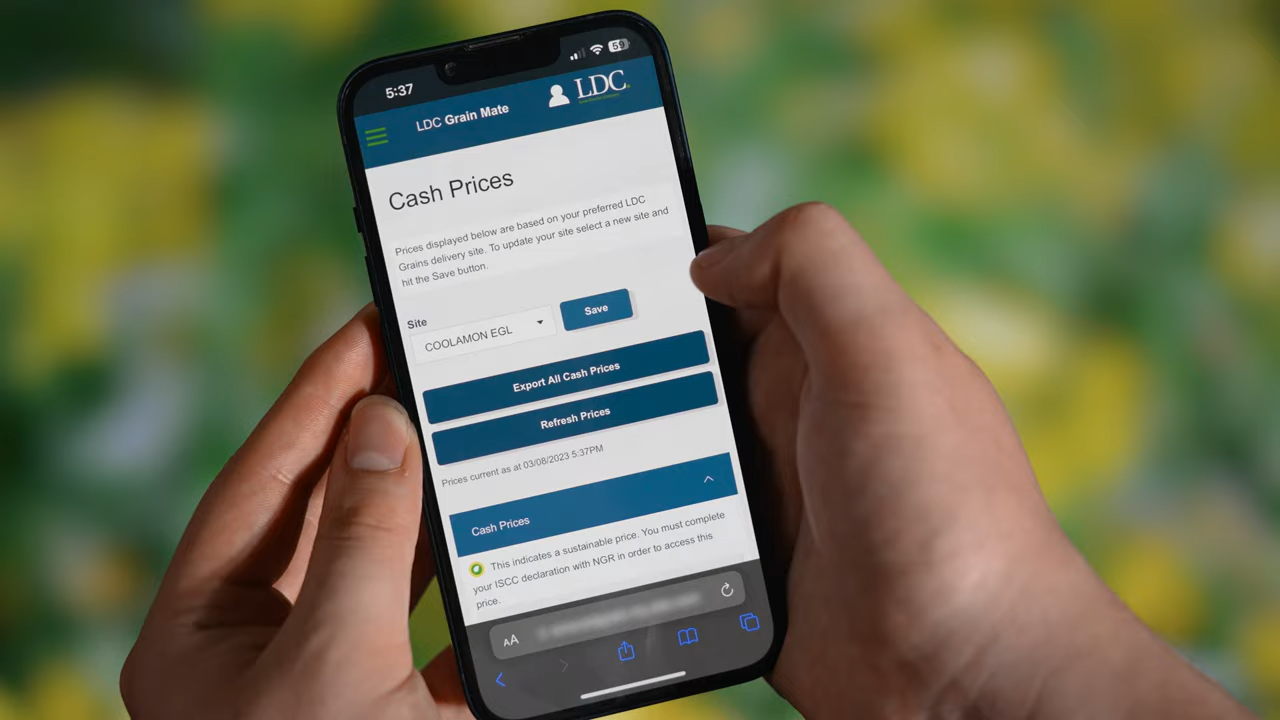 5:37
59
LDC Grain Mate
LDC.
Cash Prices
Prices displayed below are based on your preferred LDC
Grains delivery site. To update your site select a new site and
hit the Save button.
Site
COOLAMON EGL
Save
Export All Cash Prices
Refresh Prices
Prices current as at 03/08/2023 5:37PM
Cash Prices
This indicates a sustainable price. You must complete
your ISCC declaration with NGR in order to access this
price.
AA